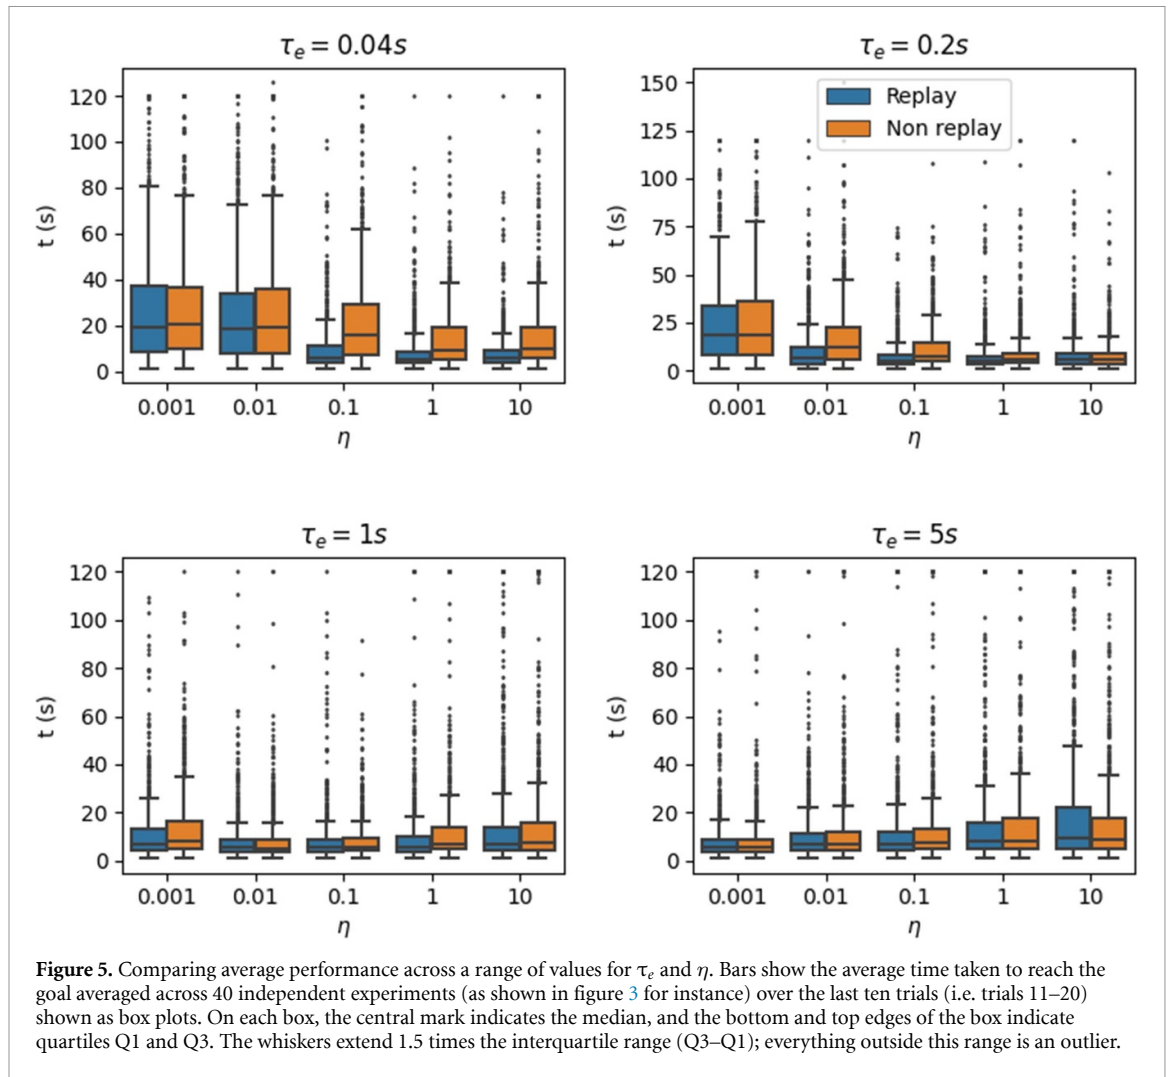 τₑ = 0.04s
120
100
80
60
40
20
0
t (s)
0.001 0.01 0.1 1 10
η
τₑ = 0.2s
150
125
100
75
50
25
0
t (s)
Replay
Non replay
0.001 0.01 0.1 1 10
η
τₑ = 1s
120
100
80
60
40
20
0
t (s)
0.001 0.01 0.1 1 10
η
τₑ = 5s
120
100
80
60
40
20
0
t (s)
0.001 0.01 0.1 1 10
η
Figure 5. Comparing average performance across a range of values for τₑ and η. Bars show the average time taken to reach the
goal averaged across 40 independent experiments (as shown in figure 3 for instance) over the last ten trials (i.e. trials 11–20)
shown as box plots. On each box, the central mark indicates the median, and the bottom and top edges of the box indicate
quartiles Q1 and Q3. The whiskers extend 1.5 times the interquartile range (Q3–Q1); everything outside this range is an outlier.